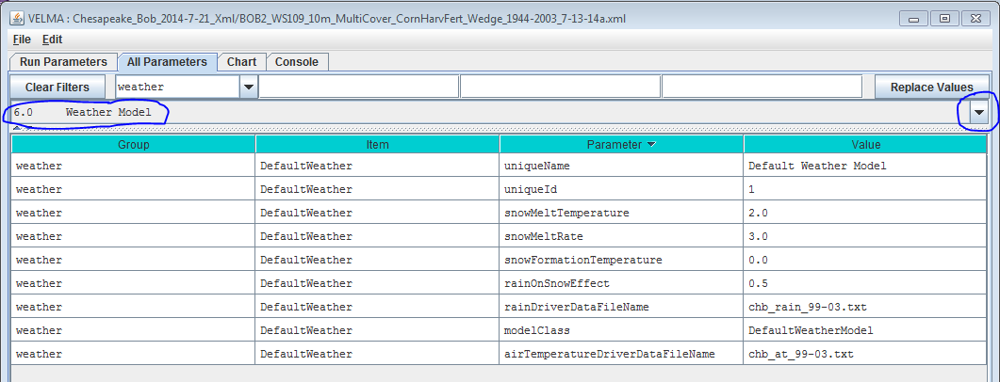 VELMA : Chesapeake_Bob_2014-7-21_Xml/BOB2_WS109_10m_MultiCover_CornHarvFert_Wedge_1944-2003_7-13-14a.xml
File Edit
Run Parameters All Parameters Chart Console
Clear Filters weather Replace Values
6.0 Weather Model
Group Item Parameter Value
weather DefaultWeather uniqueName Default Weather Model
weather DefaultWeather uniqueId 1
weather DefaultWeather snowMeltTemperature 2.0
weather DefaultWeather snowMeltRate 3.0
weather DefaultWeather snowFormationTemperature 0.0
weather DefaultWeather rainOnSnowEffect 0.5
weather DefaultWeather rainDriverDataFileName chb_rain_99-03.txt
weather DefaultWeather modelClass DefaultWeatherModel
weather DefaultWeather airTemperatureDriverDataFileName chb_at_99-03.txt